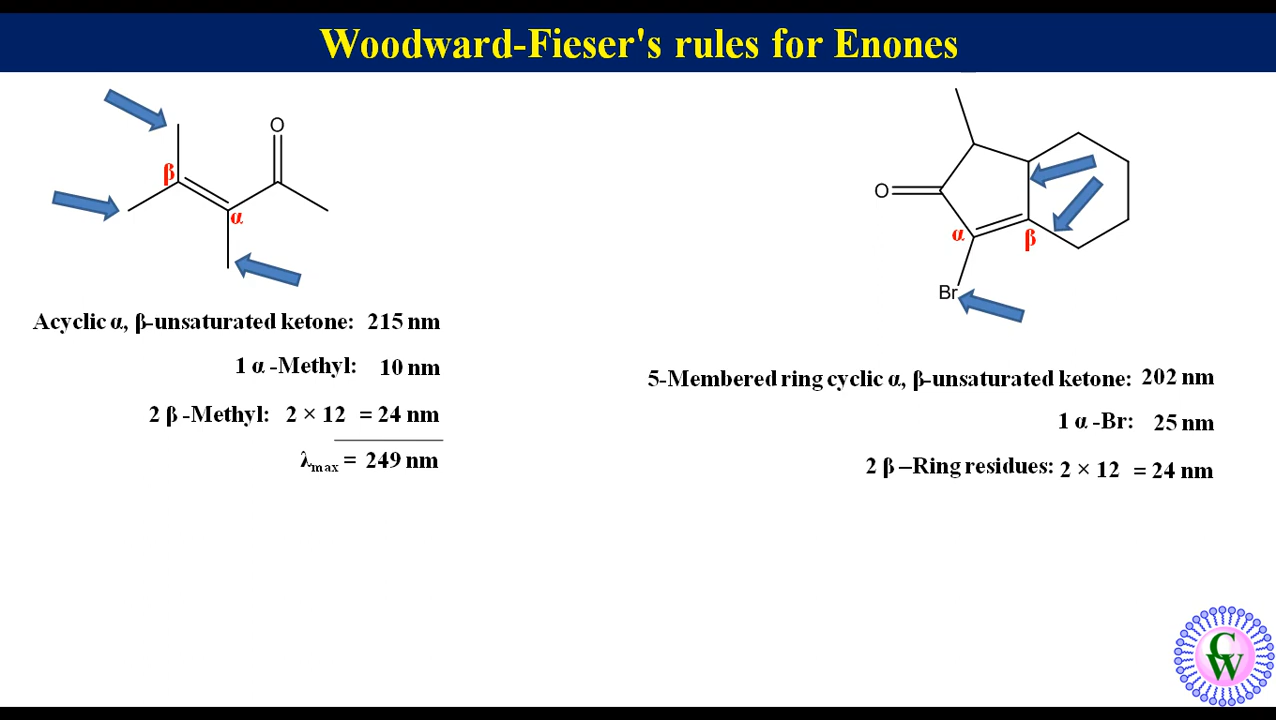 Woodward-Fieser's rules for Enones
O
β
α
Acyclic α, β-unsaturated ketone: 215 nm
1 α -Methyl: 10 nm
2 β -Methyl: 2 × 12 = 24 nm
λmax = 249 nm
O
α
β
Br
5-Membered ring cyclic α, β-unsaturated ketone: 202 nm
1 α -Br: 25 nm
2 β –Ring residues: 2 × 12 = 24 nm
C
W